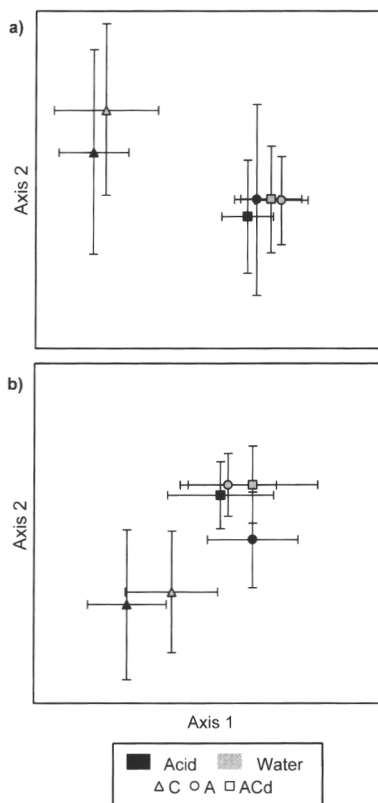 a)
Axis 2
b)
Axis 2
Axis 1
Acid Water
C A ACd